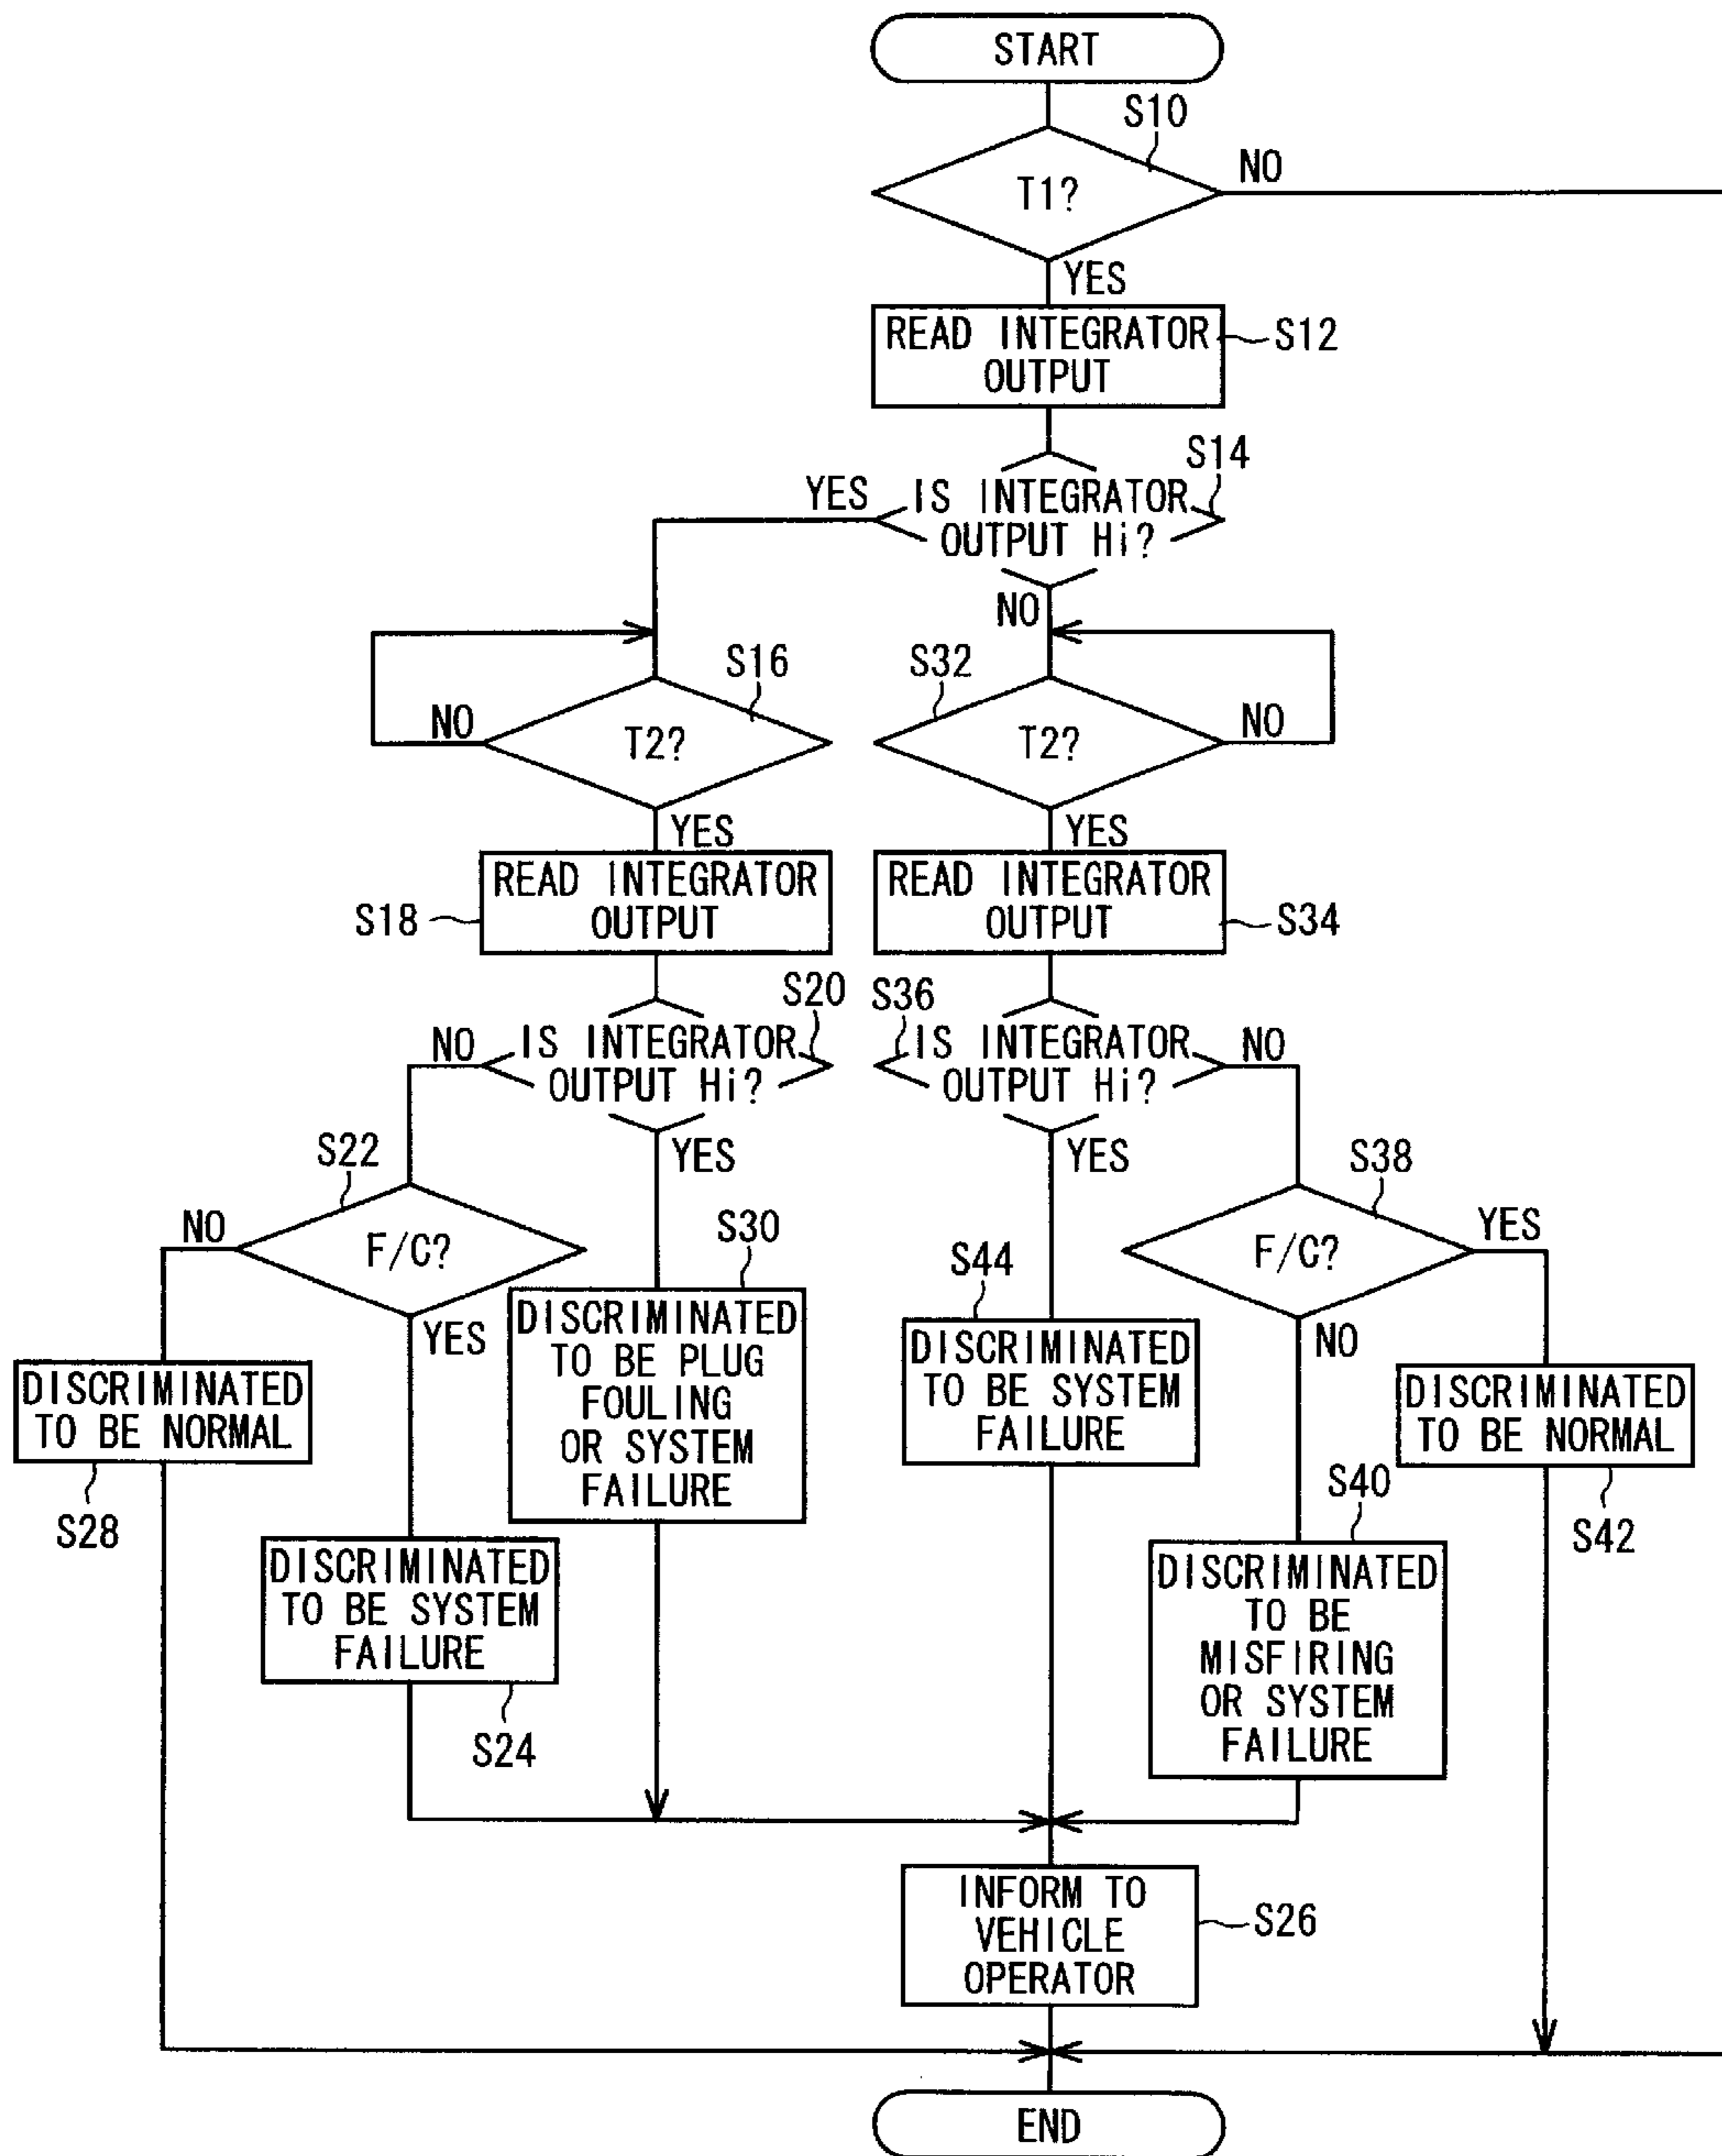 START
S10
T1?
NO
YES
READ INTEGRATOR
OUTPUT
S12
S14
YES
IS INTEGRATOR
OUTPUT Hi?
NO
S16
S32
NO
T2?
T2?
NO
YES
YES
READ INTEGRATOR
OUTPUT
S18
READ INTEGRATOR
OUTPUT
S34
S20
S36
NO
IS INTEGRATOR
OUTPUT Hi?
IS INTEGRATOR
OUTPUT Hi?
NO
YES
YES
S22
S38
NO
F/C?
YES
S30
S44
F/C?
YES
NO
DISCRIMINATED
TO BE NORMAL
S28
DISCRIMINATED
TO BE PLUG
FOULING
OR SYSTEM
FAILURE
DISCRIMINATED
TO BE SYSTEM
FAILURE
DISCRIMINATED
TO BE NORMAL
S42
S40
DISCRIMINATED
TO BE SYSTEM
FAILURE
S24
DISCRIMINATED
TO BE
MISFIRING
OR SYSTEM
FAILURE
INFORM TO
VEHICLE
OPERATOR
S26
END